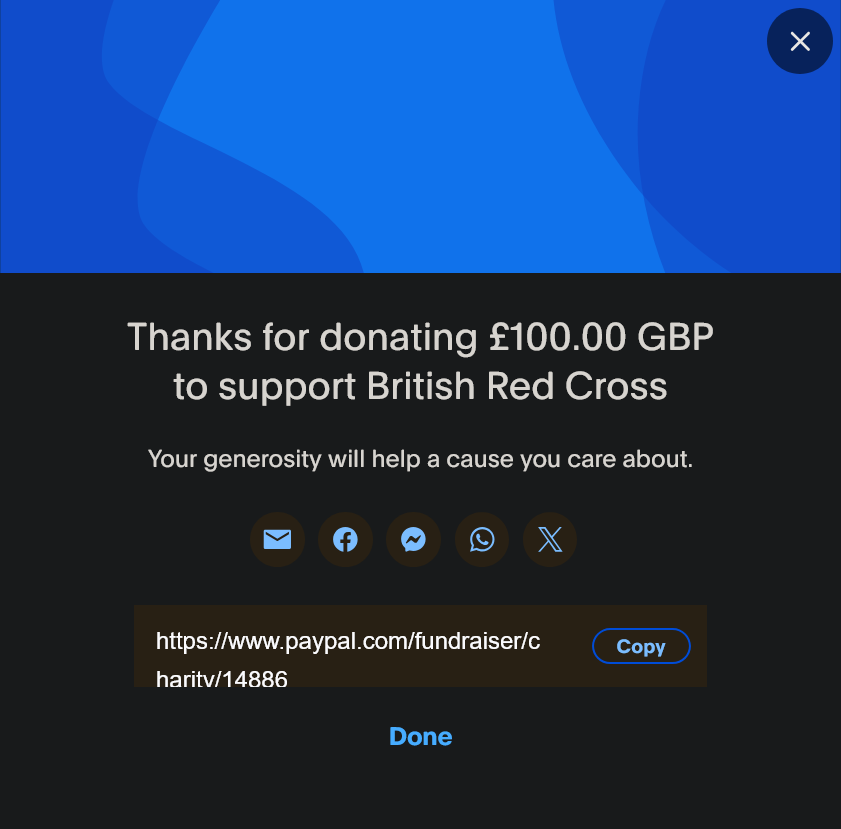 Thanks for donating £100.00 GBP
to support British Red Cross
Your generosity will help a cause you care about.
https://www.paypal.com/fundraiser/c
harity/14886
Copy
Done